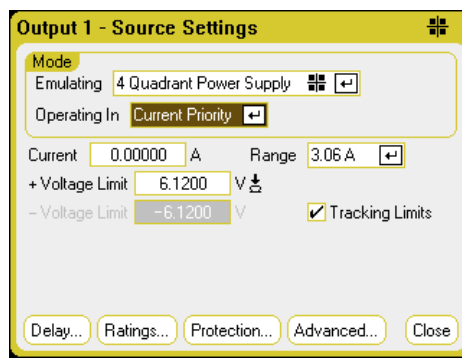 Output 1 - Source Settings
Mode
Emulating 4 Quadrant Power Supply
Operating In Current Priority
Current 0.00000 A Range 3.06 A
+ Voltage Limit 6.1200 V
- Voltage Limit -6.1200 V Tracking Limits
Delay... Ratings... Protection... Advanced... Close